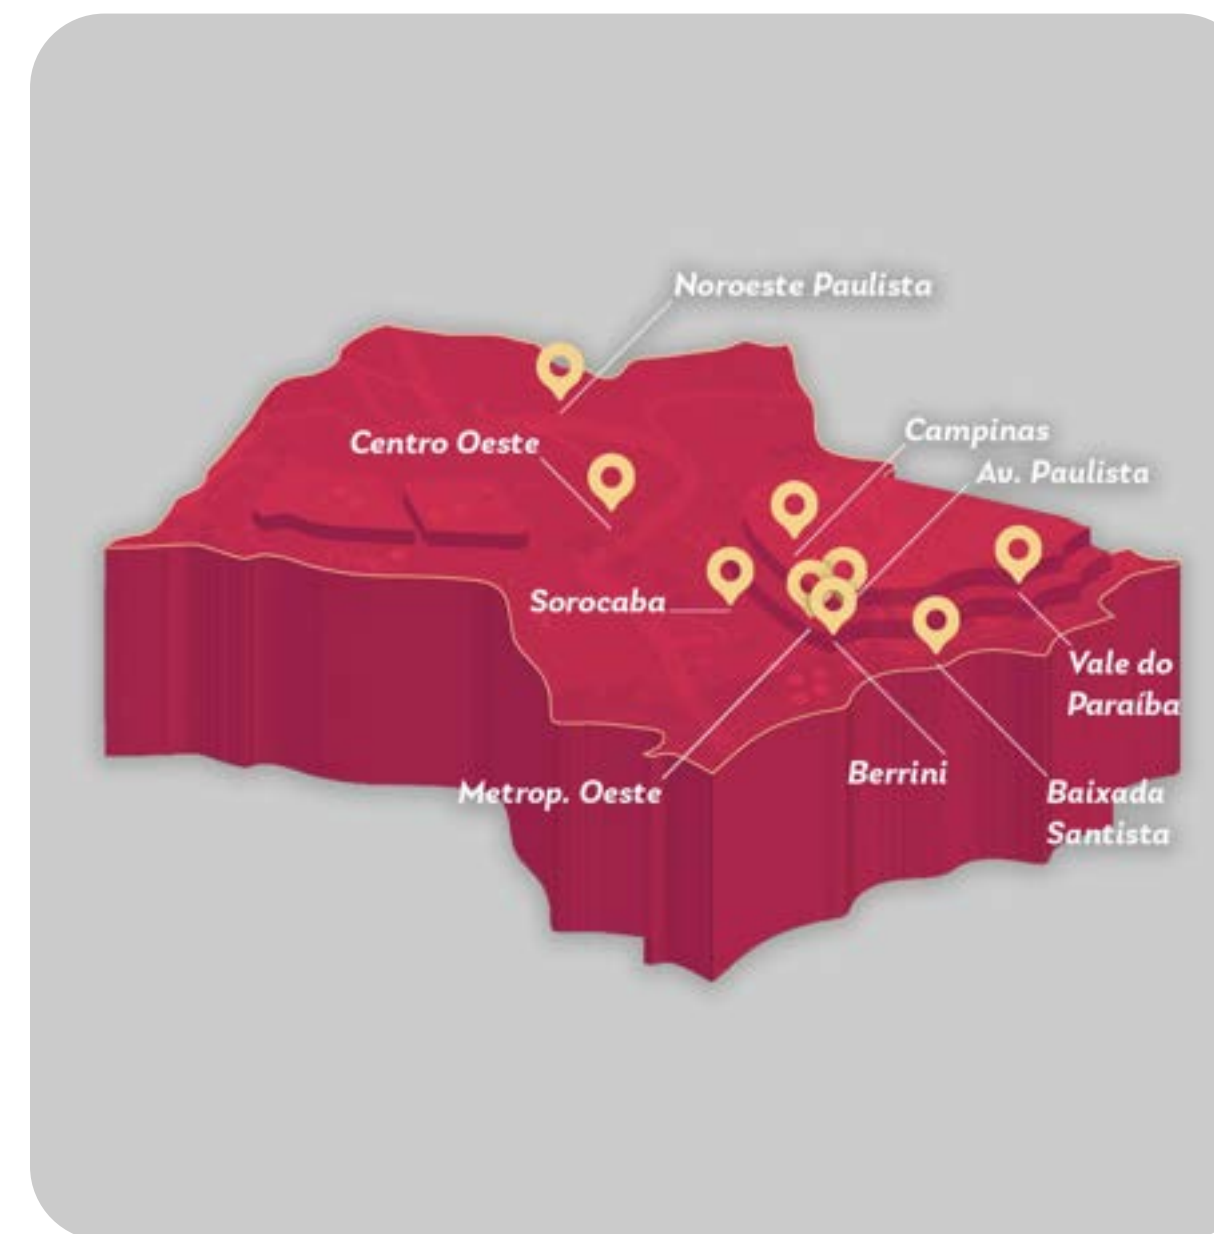 Noroeste Paulista
Campinas
Centro Oeste
Av. Paulista
Sorocaba
Vale do
Paraíba
Berrini
Metrop. Oeste
Baixada
Santista